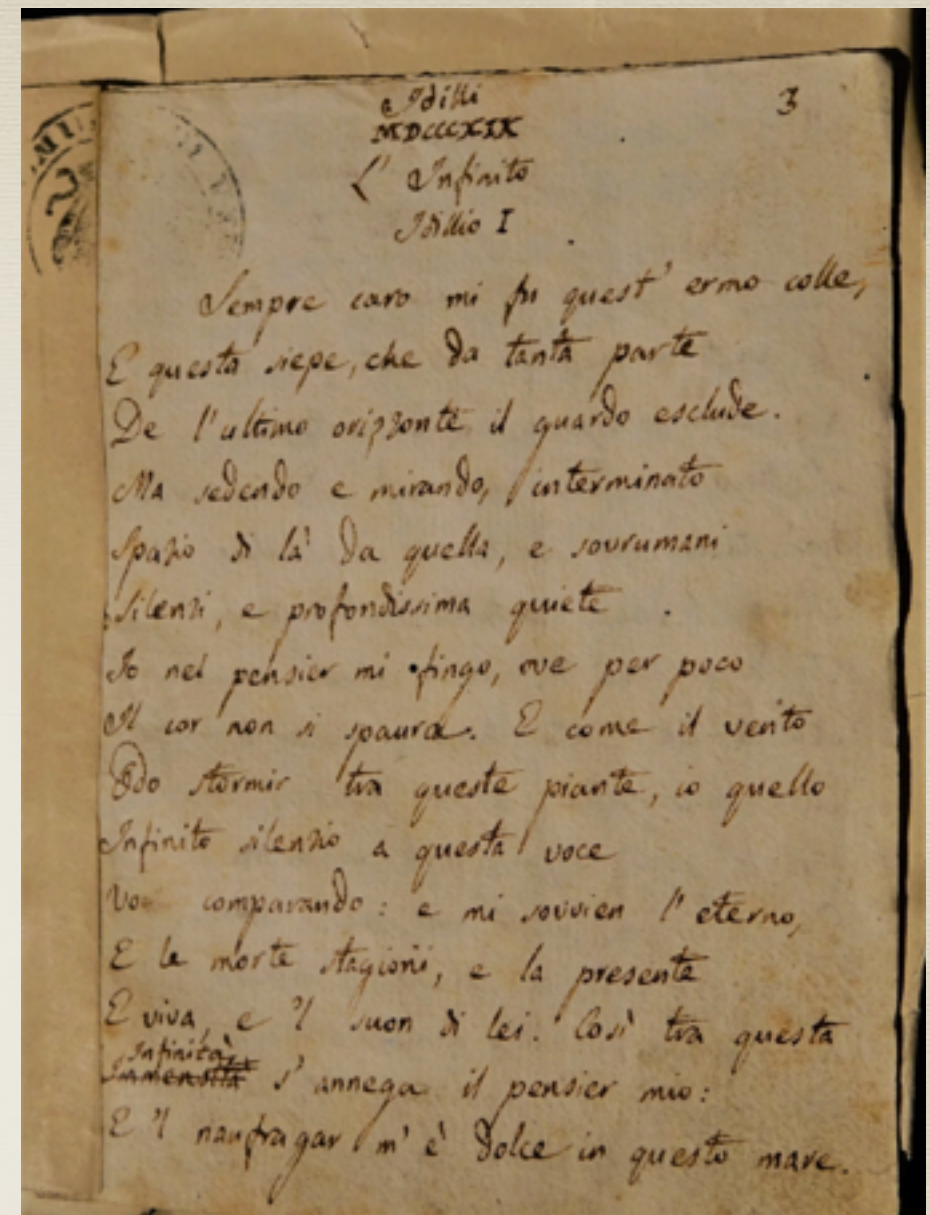 3
Idilli
MDCCCXIX
L' Infinito
Idillio I
Sempre caro mi fu quest' ermo colle,
E questa siepe, che da tanta parte
De l'ultimo orizzonte il guardo esclude.
Ma sedendo e mirando, interminato
Spazio di là da quella, e sovrumani
Silenzi, e profondissima quiete
Io nel pensier mi fingo, ove per poco
Il cor non si spaura. E come il vento
Odo stormir tra queste piante, io quello
Infinito silenzio a questa voce
Vo comparando: e mi sovvien l'eterno,
E le morte stagioni, e la presente
E viva, e 'l suon di lei. Così tra questa
Infinità
Immensità s'annega il pensier mio:
E 'l naufragar m'è dolce in questo mare.